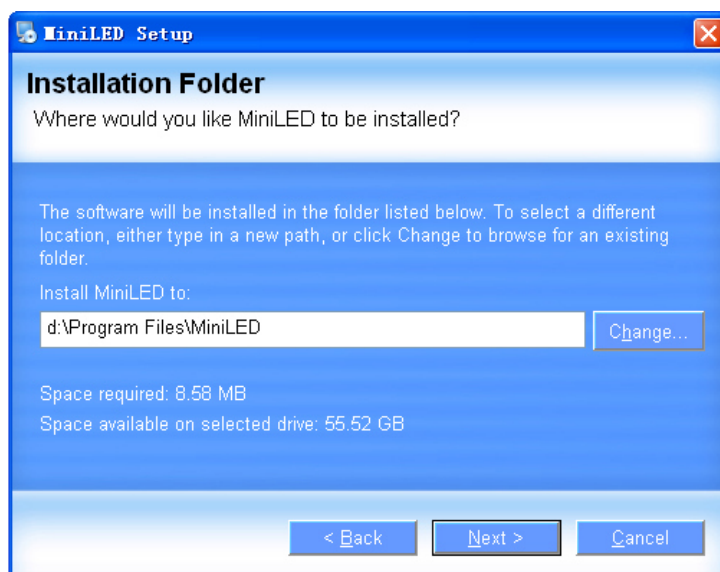 MiniLED Setup
Installation Folder
Where would you like MiniLED to be installed?
The software will be installed in the folder listed below. To select a different
location, either type in a new path, or click Change to browse for an existing
folder.
Install MiniLED to:
d:\Program Files\MiniLED
Change...
Space required: 8.58 MB
Space available on selected drive: 55.52 GB
< Back
Next >
Cancel